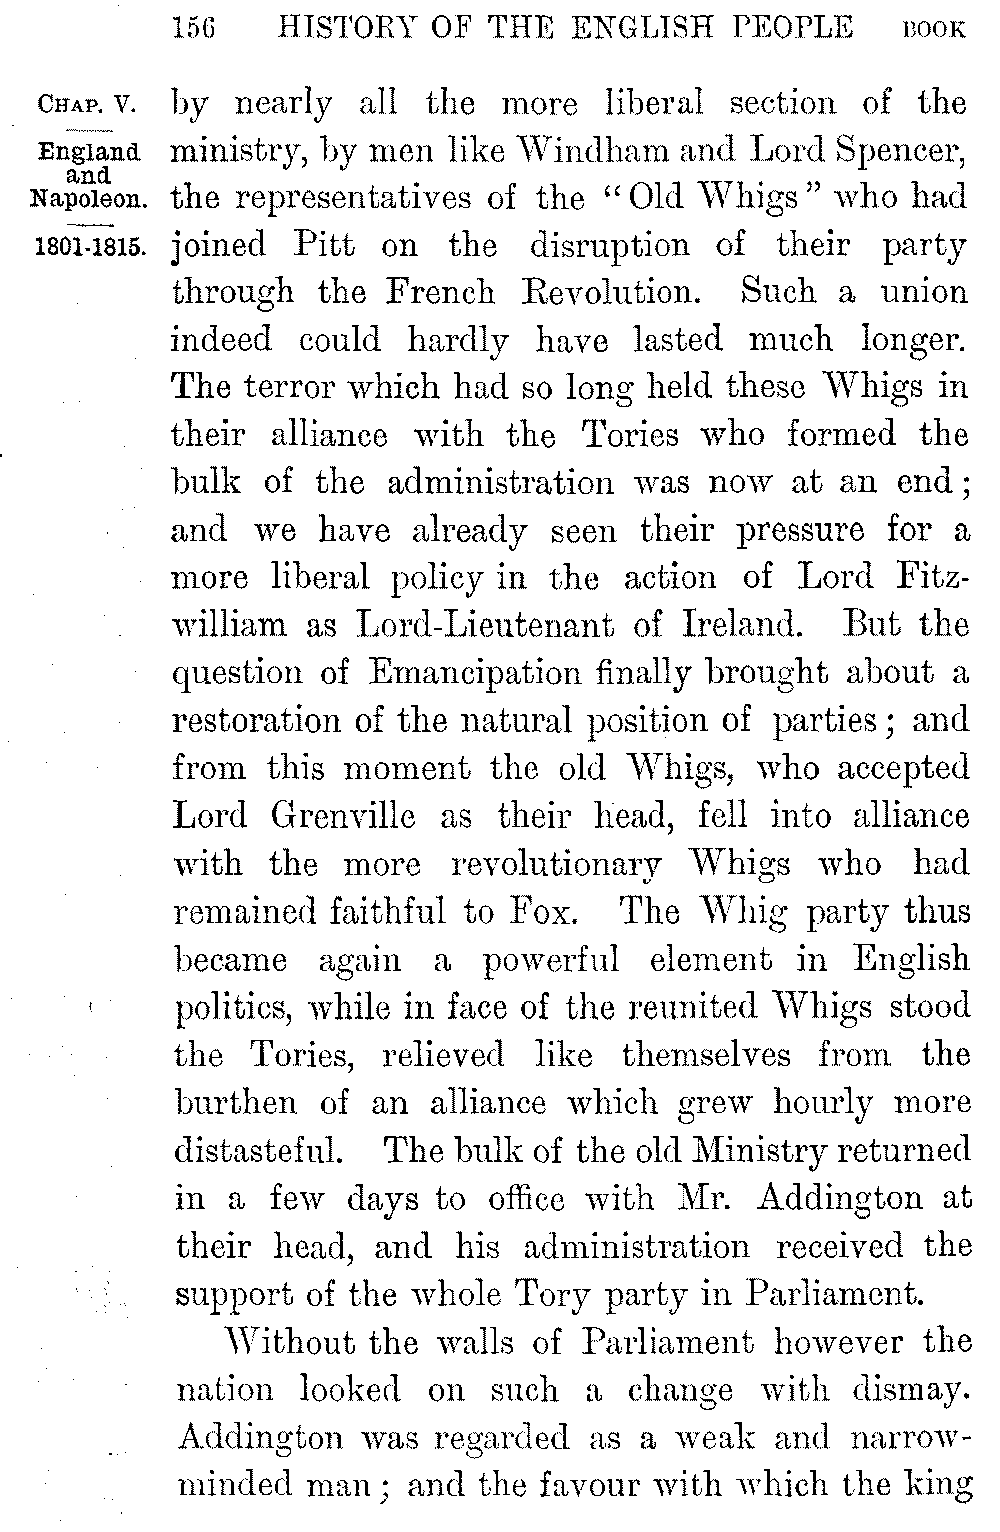 156 HISTORY OF THE ENGLISH PEOPLE BOOK
CHAP. V.
England
and
Napoleon.
1801-1815.
by nearly all the more liberal section of the
ministry, by men like Windham and Lord Spencer,
the representatives of the “Old Whigs” who had
joined Pitt on the disruption of their party
through the French Revolution. Such a union
indeed could hardly have lasted much longer.
The terror which had so long held these Whigs in
their alliance with the Tories who formed the
bulk of the administration was now at an end;
and we have already seen their pressure for a
more liberal policy in the action of Lord Fitz-
william as Lord-Lieutenant of Ireland. But the
question of Emancipation finally brought about a
restoration of the natural position of parties; and
from this moment the old Whigs, who accepted
Lord Grenville as their head, fell into alliance
with the more revolutionary Whigs who had
remained faithful to Fox. The Whig party thus
became again a powerful element in English
politics, while in face of the reunited Whigs stood
the Tories, relieved like themselves from the
burthen of an alliance which grew hourly more
distasteful. The bulk of the old Ministry returned
in a few days to office with Mr. Addington at
their head, and his administration received the
support of the whole Tory party in Parliament.
Without the walls of Parliament however the
nation looked on such a change with dismay.
Addington was regarded as a weak and narrow-
minded man; and the favour with which the king